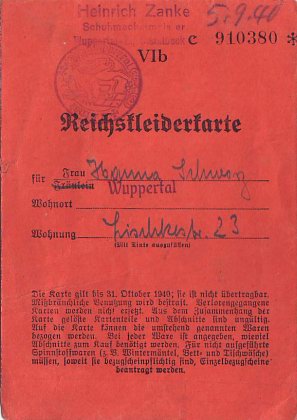 Heinrich Zanke
Schuhmachermeister
5.9.40
c 910380 *
VIb
Reichskleiderkarte
für Frau Hanna
Fräulein Wuppertal
Wohnort
Wohnung 23
(Mit Tinte auszufüllen)
Die Karte gilt bis 31. Oktober 1940; sie ist nicht übertragbar.
Mißbräuchliche Benutzung wird bestraft. Verlorengegangene
Karten werden nicht ersetzt. Aus dem Zusammenhang der
Karte gelöste Kartenteile und Abschnitte sind ungültig.
Auf die Karte können die umstehend genannten Waren
bezogen werden. Bei jeder Ware ist angegeben, wieviel
Abschnitte zum Kauf benötigt werden. Für nicht aufgeführte
Spinnstoffwaren (z. B. Wintermäntel, Bett- und Tischwäsche)
müssen, soweit sie bezugscheinpflichtig sind, Einzelbezugscheine
beantragt werden.